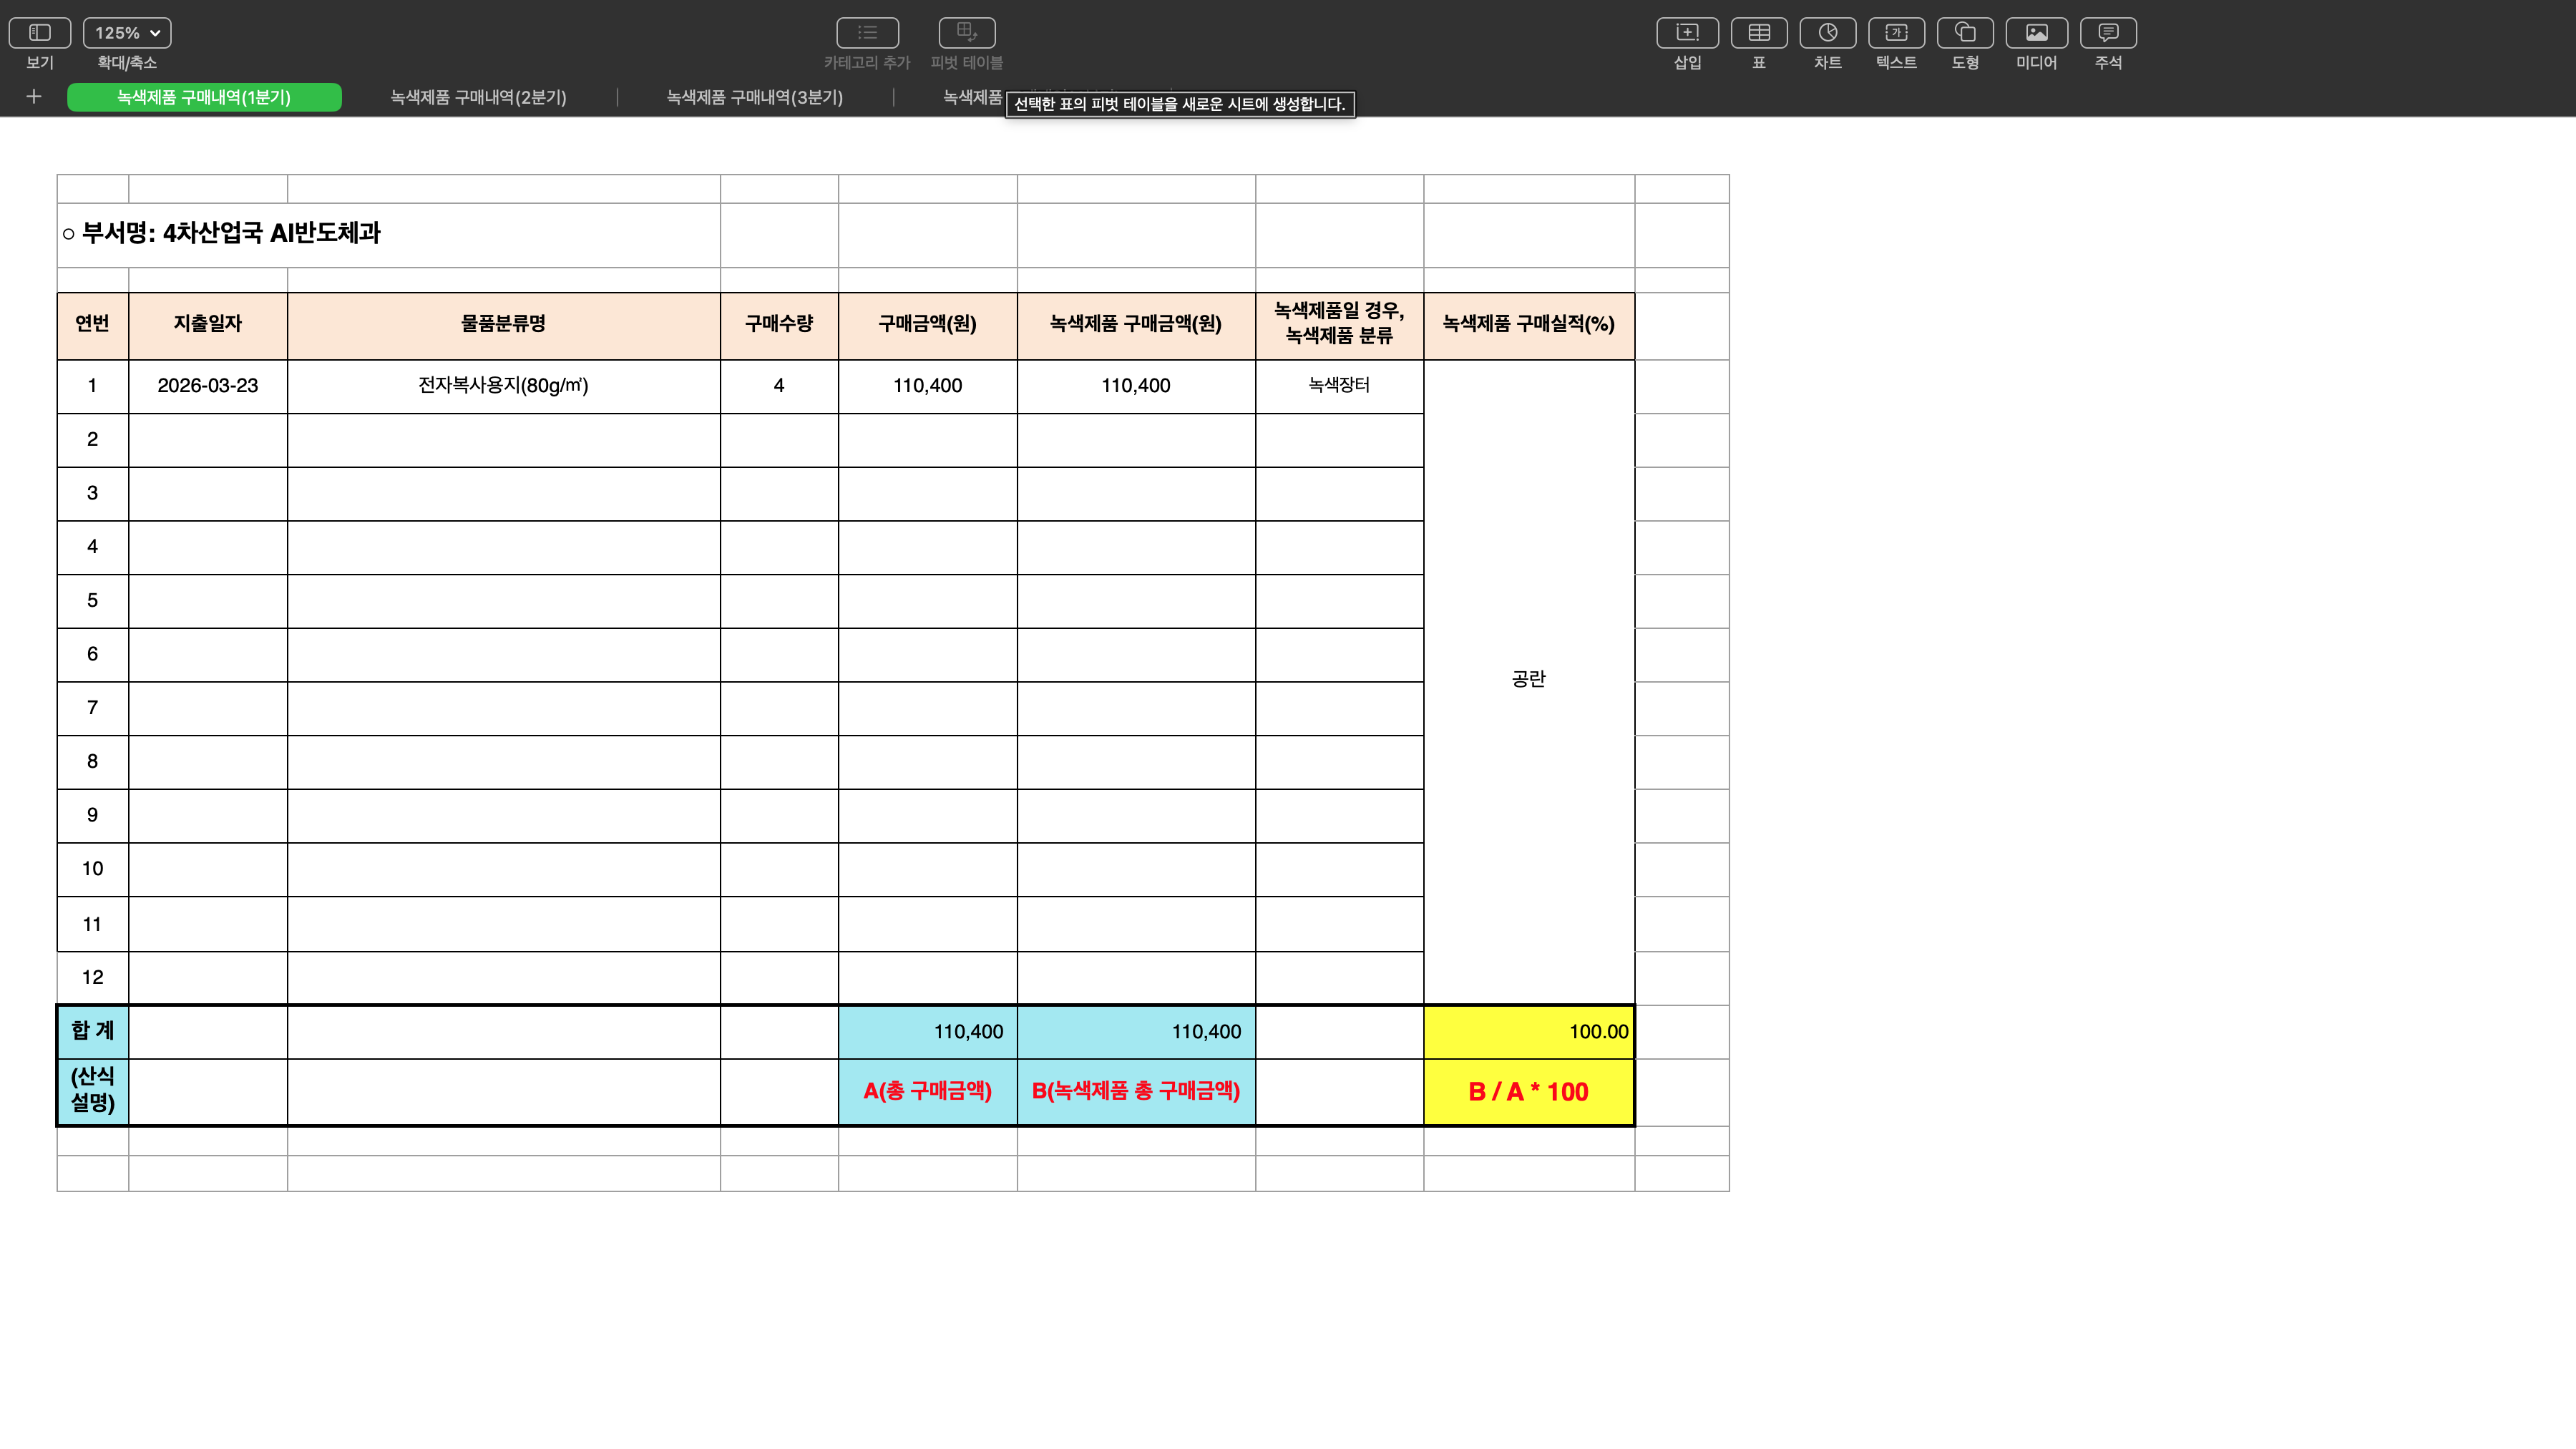 125%
보기
확대/축소
카테고리 추가
피벗 테이블
삽입
표
차트
텍스트
도형
미디어
주석
녹색제품 구매내역(1분기)
녹색제품 구매내역(2분기)
녹색제품 구매내역(3분기)
녹색제품
선택한 표의 피벗 테이블을 새로운 시트에 생성합니다.
○ 부서명: 4차산업국 AI반도체과
연번
지출일자
물품분류명
구매수량
구매금액(원)
녹색제품 구매금액(원)
녹색제품일 경우,
녹색제품 분류
녹색제품 구매실적(%)
1
2026-03-23
전자복사용지(80g/㎡)
4
110,400
110,400
녹색장터
2
3
4
5
6
7
공란
8
9
10
11
12
합 계
110,400
110,400
100.00
(산식
설명)
A(총 구매금액)
B(녹색제품 총 구매금액)
B / A * 100